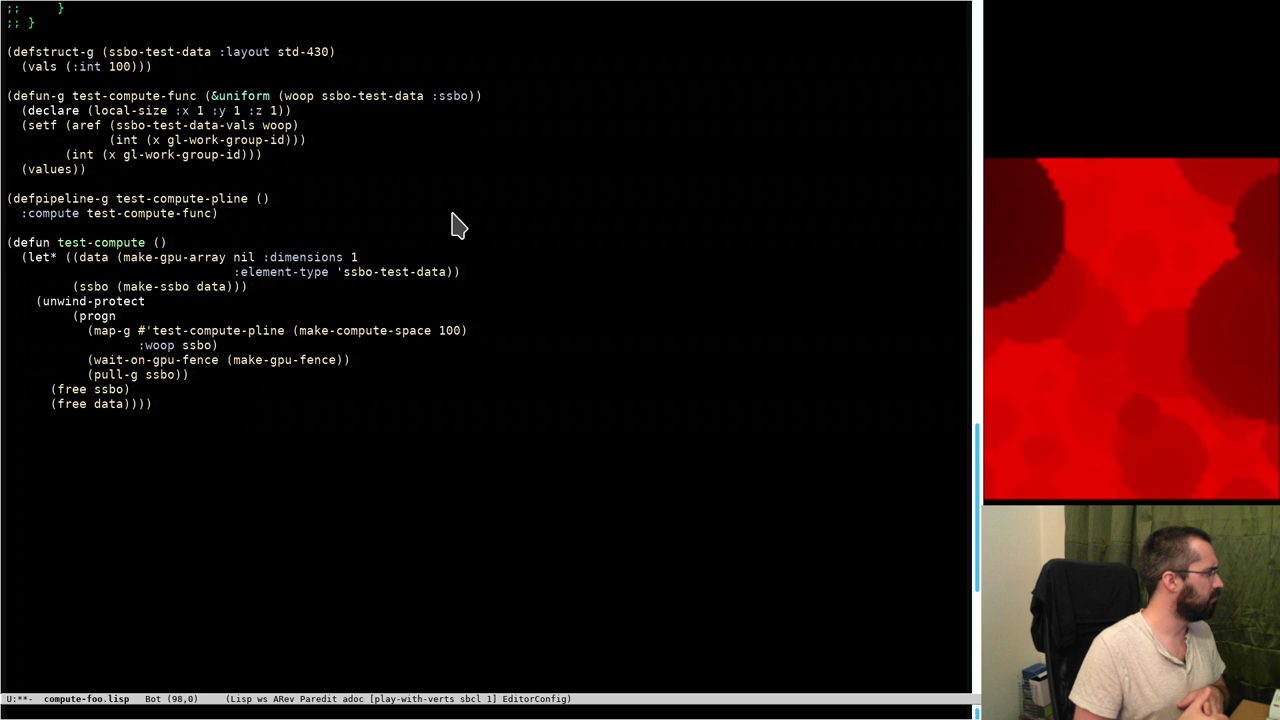 ;;     }
;; }
(defstruct-g (ssbo-test-data :layout std-430)
  (vals (:int 100)))
(defun-g test-compute-func (&uniform (woop ssbo-test-data :ssbo))
  (declare (local-size :x 1 :y 1 :z 1))
  (setf (aref (ssbo-test-data-vals woop)
              (int (x gl-work-group-id)))
        (int (x gl-work-group-id)))
  (values))
(defpipeline-g test-compute-pline ()
  :compute test-compute-func)
(defun test-compute ()
  (let* ((data (make-gpu-array nil :dimensions 1
                               :element-type 'ssbo-test-data))
         (ssbo (make-ssbo data)))
    (unwind-protect
         (progn
           (map-g #'test-compute-pline (make-compute-space 100)
                  :woop ssbo)
           (wait-on-gpu-fence (make-gpu-fence))
           (pull-g ssbo))
      (free ssbo)
      (free data))))
U:**-  compute-foo.lisp   Bot (98,0)     (Lisp ws ARev Paredit adoc [play-with-verts sbcl 1] EditorConfig)